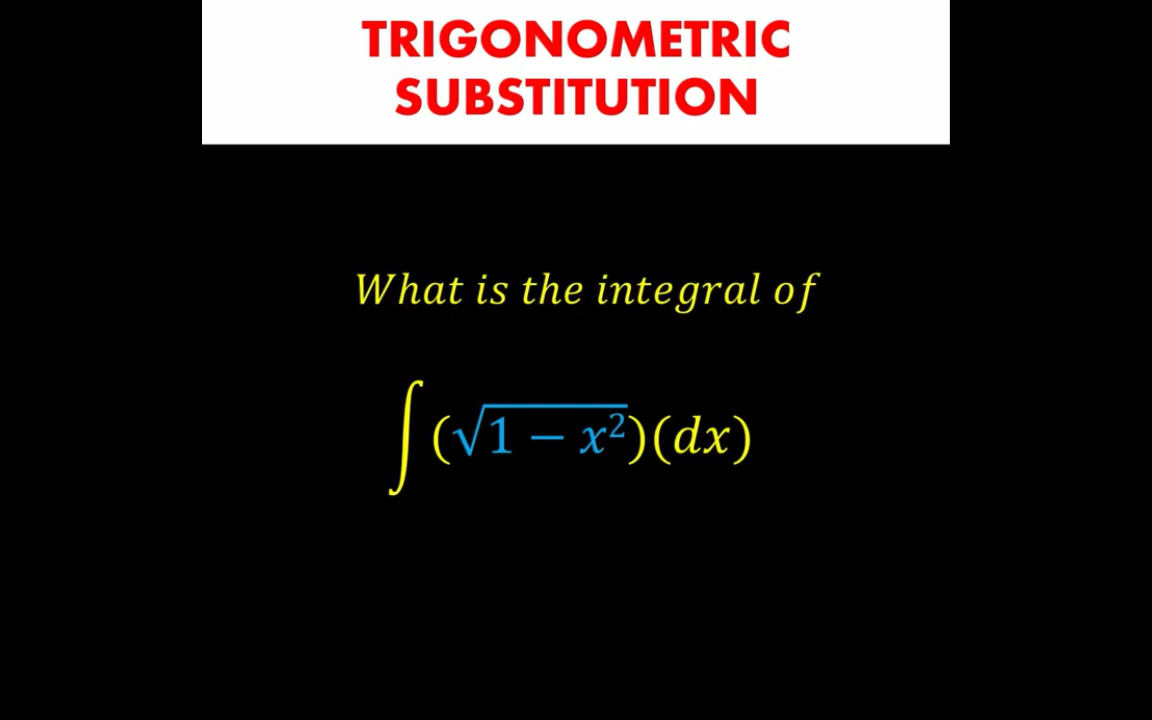 TRIGONOMETRIC
SUBSTITUTION
What is the integral of
∫(√1 − x²)(dx)